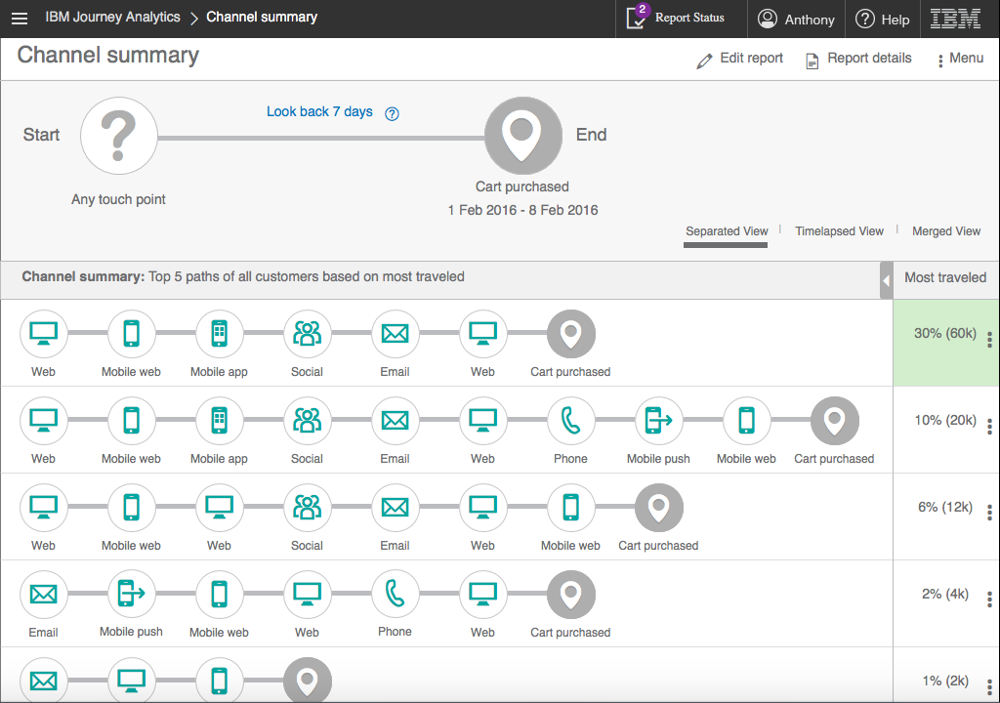 IBM Journey Analytics > Channel summary 2 Report Status Anthony ? Help IBM
Channel summary Edit report Report details Menu
Look back 7 days ?
Start ? End
Any touch point Cart purchased
1 Feb 2016 - 8 Feb 2016
Separated View | Timelapsed View | Merged View
Channel summary: Top 5 paths of all customers based on most traveled Most traveled
30% (60k)
Web Mobile web Mobile app Social Email Web Cart purchased
10% (20k)
Web Mobile web Mobile app Social Email Web Phone Mobile push Mobile web Cart purchased
6% (12k)
Web Mobile web Web Social Email Web Mobile web Cart purchased
2% (4k)
Email Mobile push Mobile web Web Phone Web Cart purchased
1% (2k)